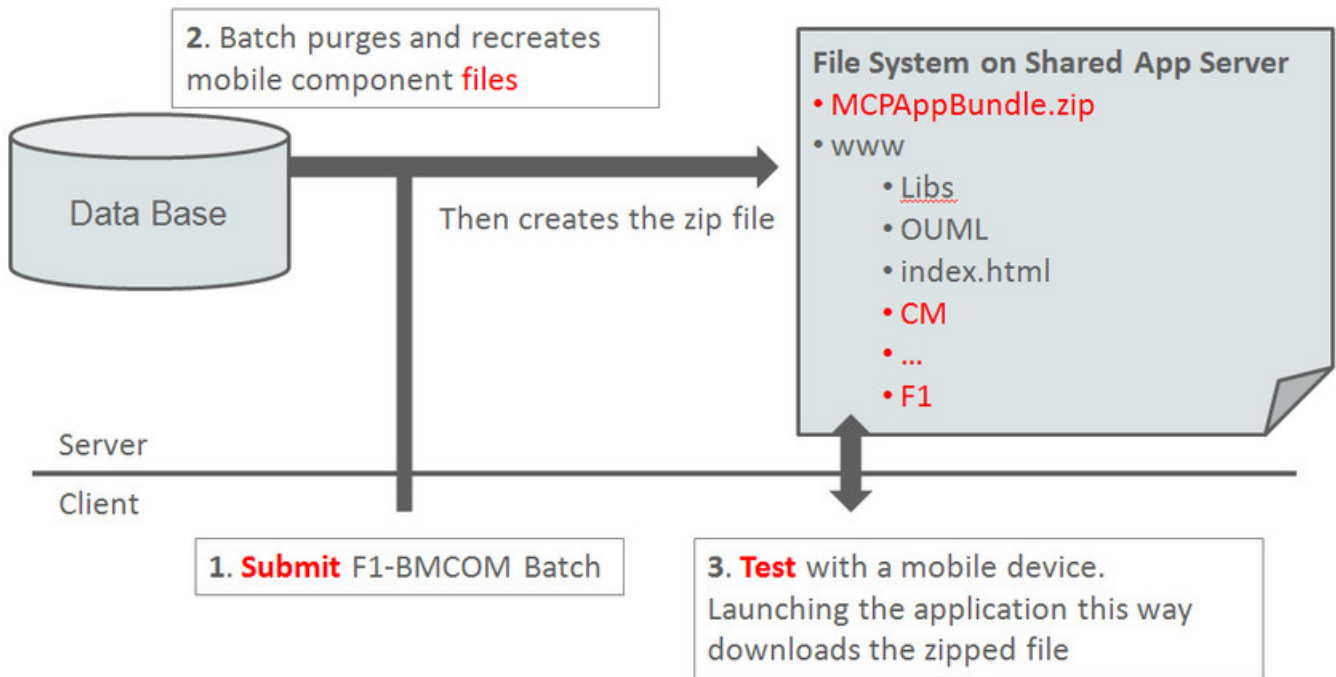 2. Batch purges and recreates
mobile component files
Data Base
Then creates the zip file
File System on Shared App Server
• MCPAppBundle.zip
• www
• Libs
• OUML
• index.html
• CM
• ...
• F1
Server
Client
1. Submit F1-BMCOM Batch
3. Test with a mobile device.
Launching the application this way
downloads the zipped file